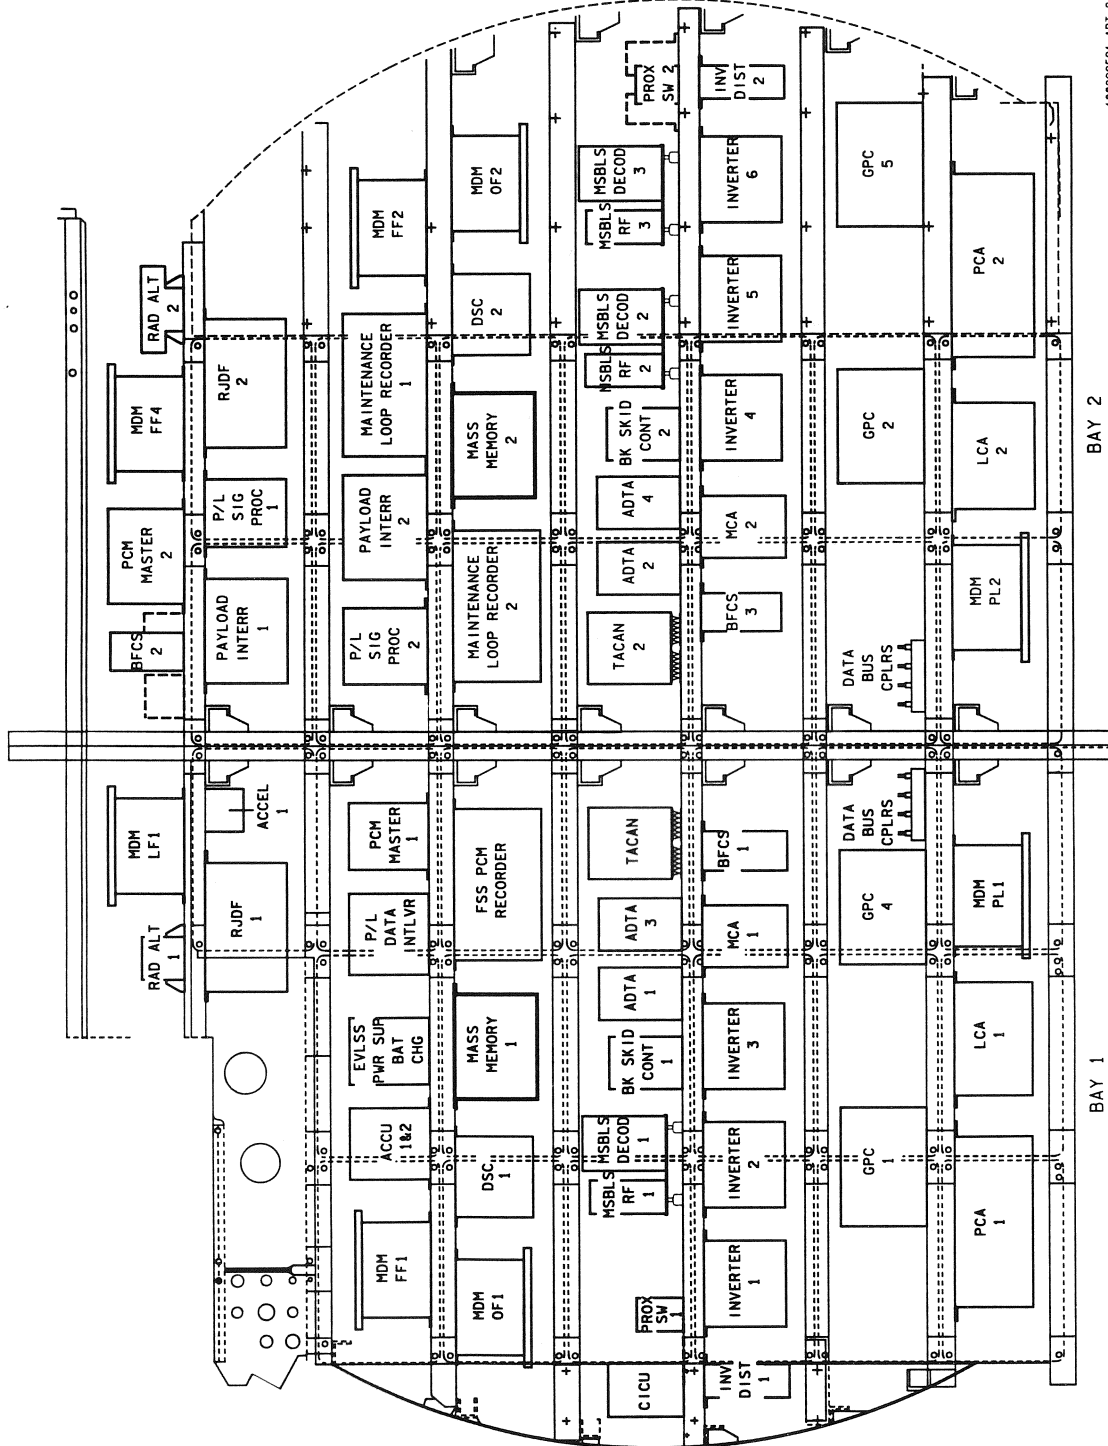 RAD ALT
1
MDM
LF1
BFCS
2
PCM
MASTER
2
MDM
FF4
RAD ALT
2
RJDF
1
ACCEL
1
PAYLOAD
INTERR
1
P/L
SIG
PROC
1
RJDF
2
MDM
FF1
ACCU
1&2
EVLSS
PWR SUP
BAT
CHG
P/L
DATA
INTLVR
PCM
MASTER
1
P/L
SIG
PROC
2
PAYLOAD
INTERR
2
MAINTENANCE
LOOP RECORDER
1
MDM
FF2
MDM
OF1
DSC
1
MASS
MEMORY
1
FSS PCM
RECORDER
MAINTENANCE
LOOP RECORDER
2
MASS
MEMORY
2
DSC
2
MDM
OF2
CICU
PROX
SW
1
MSBLS
RF
1
MSBLS
DECOD
1
BK SKID
CONT
1
ADTA
1
ADTA
3
TACAN
TACAN
2
ADTA
2
ADTA
4
BK SKID
CONT
2
MSBLS
RF
2
MSBLS
DECOD
2
MSBLS
RF
3
MSBLS
DECOD
3
PROX
SW 2
INV
DIST
1
INVERTER
1
INVERTER
2
INVERTER
3
MCA
1
BFCS
1
BFCS
3
MCA
2
INVERTER
4
INVERTER
5
INVERTER
6
INV
DIST
2
GPC
1
GPC
4
DATA
BUS
CPLRS
DATA
BUS
CPLRS
GPC
2
GPC
5
PCA
1
LCA
1
MDM
PL1
MDM
PL2
LCA
2
PCA
2
BAY 1
BAY 2